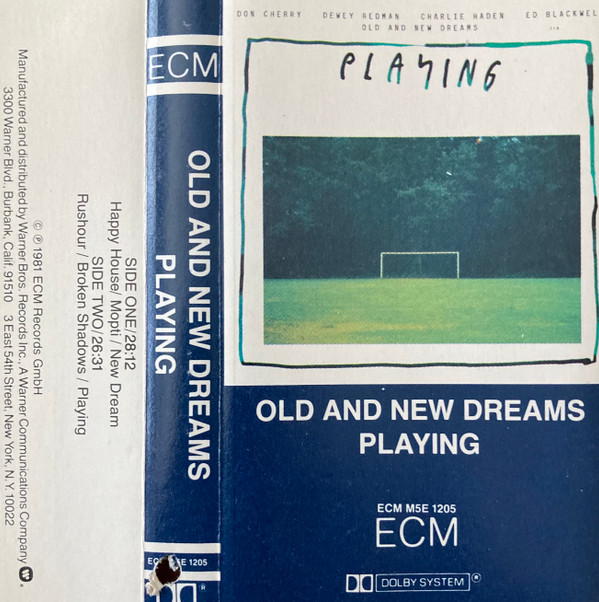 DON CHERRY DEWEY REDMAN CHARLIE HADEN ED BLACKWEL
OLD AND NEW DREAMS
PLAYING
OLD AND NEW DREAMS
PLAYING
ECM M5E 1205
ECM
DOLBY SYSTEM®
ECM
OLD AND NEW DREAMS
PLAYING
1205
SIDE ONE/28:12
Happy House/ Mopti / New Dream
SIDE TWO/26:31
Rushour / Broken Shadows / Playing
© ℗ 1981 ECM Records GmbH
Manufactured and distributed by Warner Bros. Records Inc., A Warner Communications Company
3300 Warner Blvd., Burbank, Calif. 91510 3 East 54th Street, New York, N.Y. 10022